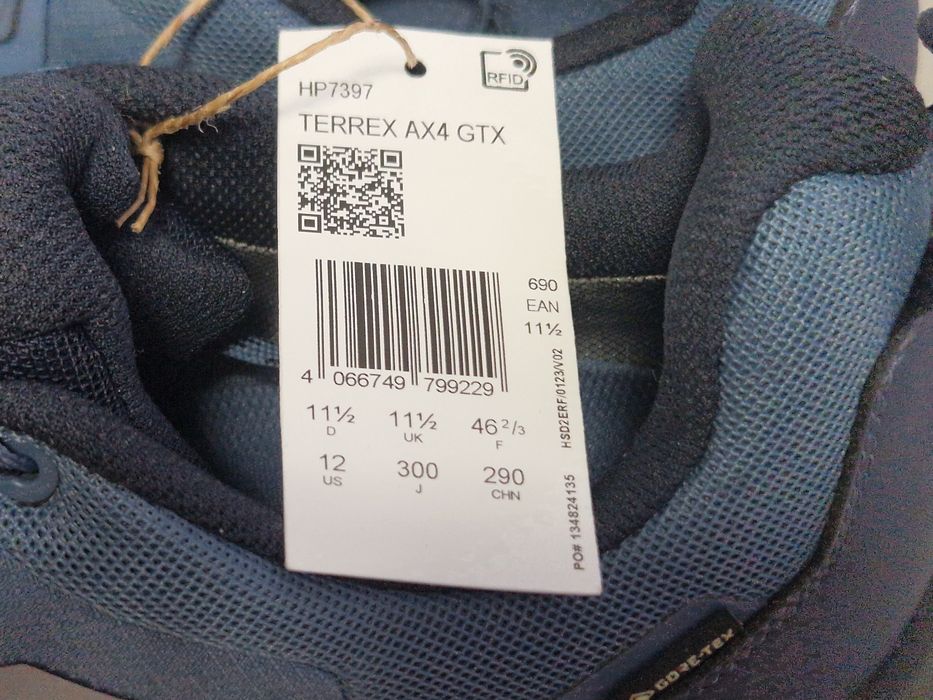 RFID
HP7397
TERREX AX4 GTX
690
EAN
11½
4 066749 799229
11½ 11½ 46 2/3
D UK F
12 300 290
US J CHN
HSD2ERF/0123/V02
PO# 134824135
GORE-TEX